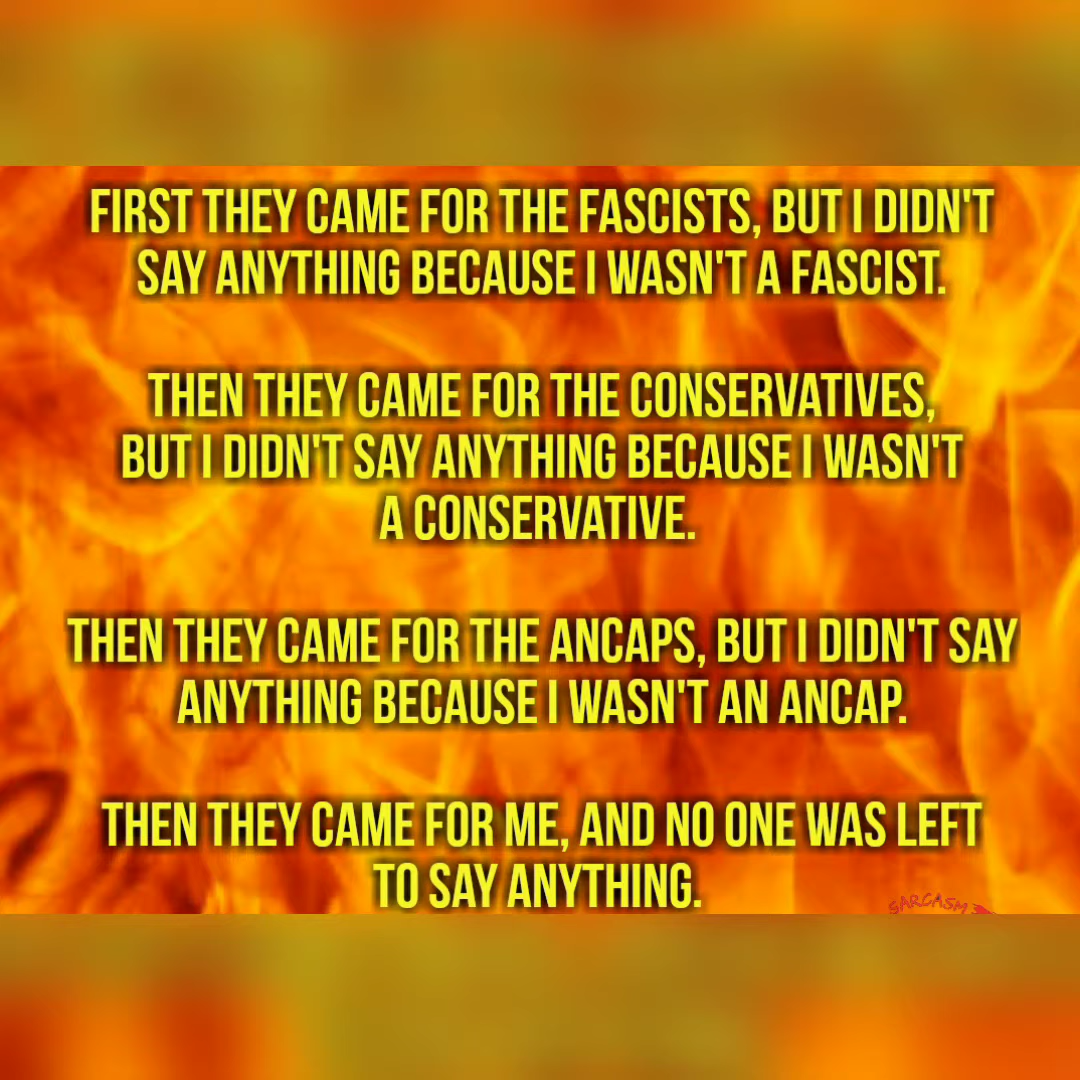 FIRST THEY CAME FOR THE FASCISTS, BUT I DIDN'T
SAY ANYTHING BECAUSE I WASN'T A FASCIST.
THEN THEY CAME FOR THE CONSERVATIVES,
BUT I DIDN'T SAY ANYTHING BECAUSE I WASN'T
A CONSERVATIVE.
THEN THEY CAME FOR THE ANCAPS, BUT I DIDN'T SAY
ANYTHING BECAUSE I WASN'T AN ANCAP.
THEN THEY CAME FOR ME, AND NO ONE WAS LEFT
TO SAY ANYTHING.
SARCASM